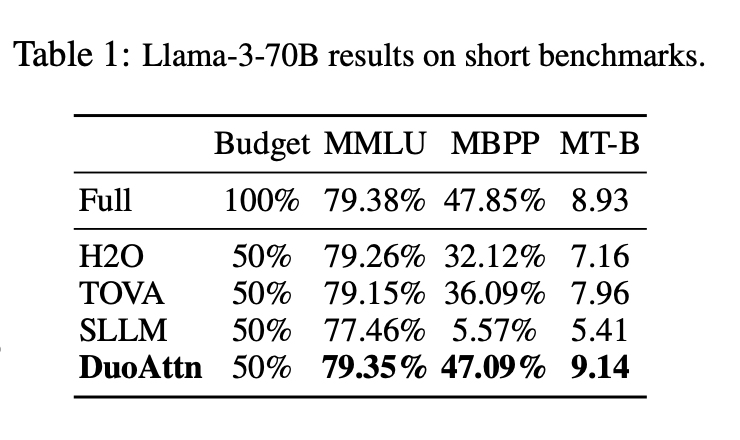 Table 1: Llama-3-70B results on short benchmarks.
Budget MMLU MBPP MT-B
Full 100% 79.38% 47.85% 8.93
H2O 50% 79.26% 32.12% 7.16
TOVA 50% 79.15% 36.09% 7.96
SLLM 50% 77.46% 5.57% 5.41
DuoAttn 50% 79.35% 47.09% 9.14